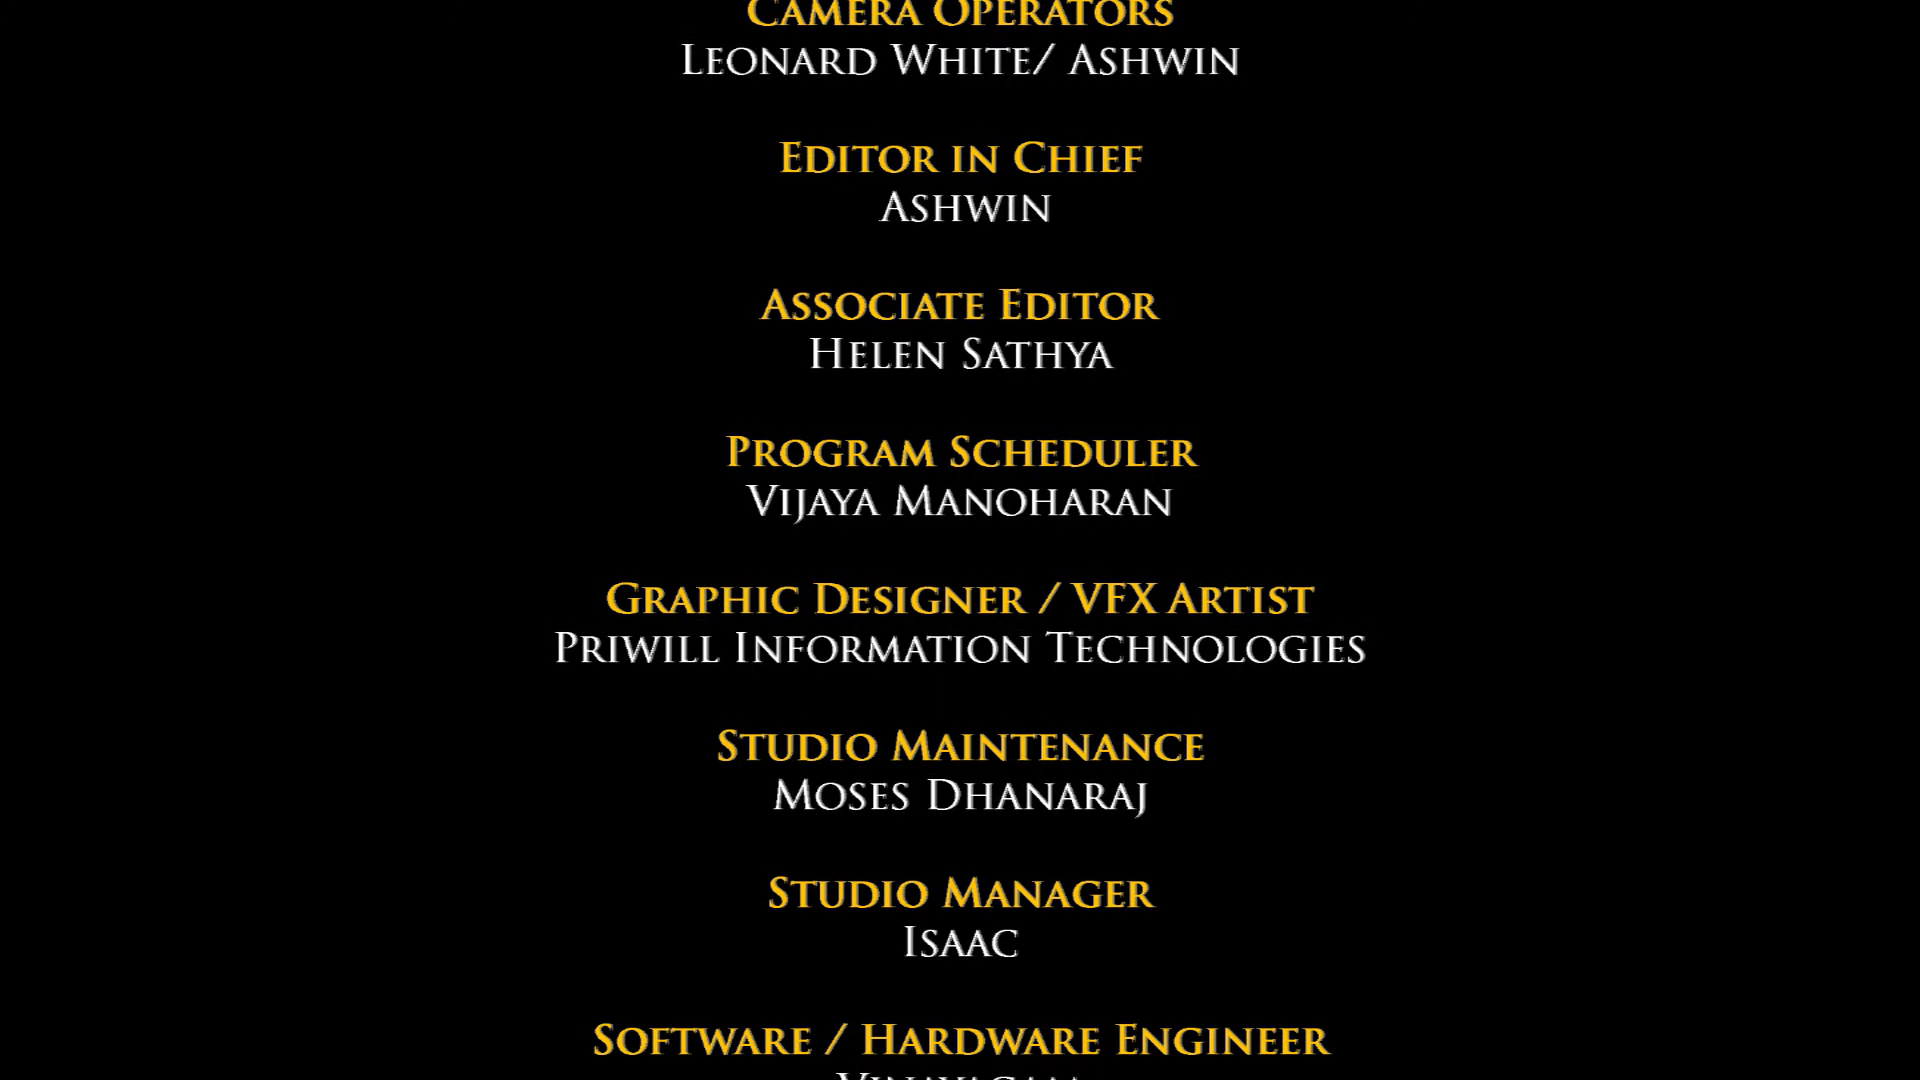 Camera Operators
Leonard White/ Ashwin
Editor in Chief
Ashwin
Associate Editor
Helen Sathya
Program Scheduler
Vijaya Manoharan
Graphic Designer / VFX Artist
Priwill Information Technologies
Studio Maintenance
Moses Dhanaraj
Studio Manager
Isaac
Software / Hardware Engineer